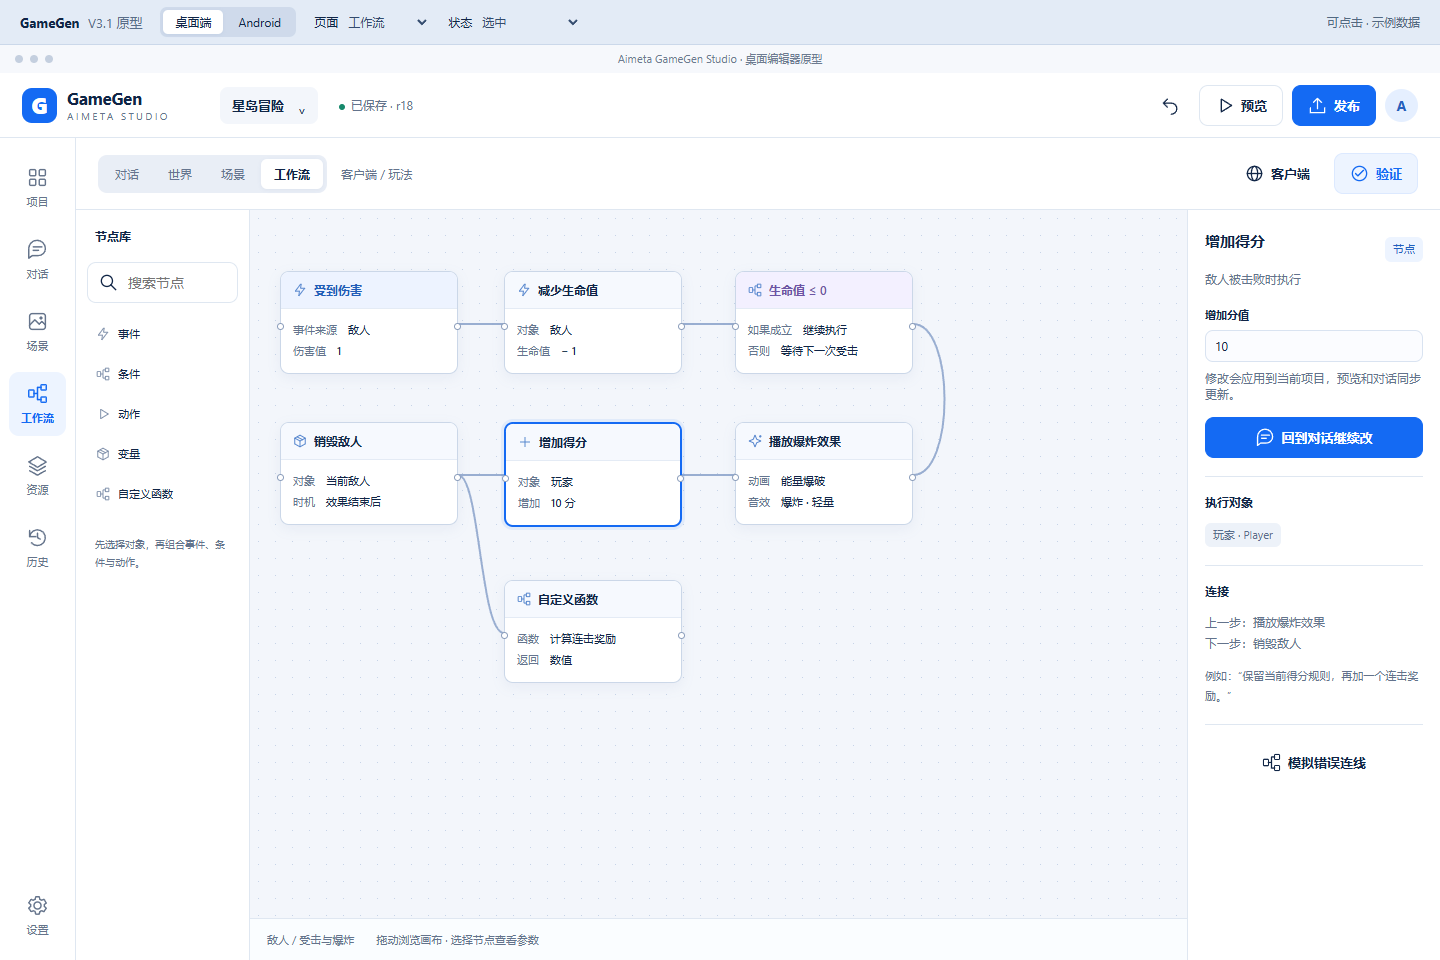 GameGen V3.1 原型 桌面端 Android 页面 工作流 状态 选中 可点击 · 示例数据
Aimeta GameGen Studio · 桌面编辑器原型
G GameGen
AIMETA STUDIO
星岛冒险 已保存 · r18 预览 发布 A
项目
对话
场景
工作流
资源
历史
设置
对话 世界 场景 工作流 客户端 / 玩法 客户端 验证
节点库
搜索节点
事件
条件
动作
变量
自定义函数
先选择对象，再组合事件、条
件与动作。
受到伤害
事件来源 敌人
伤害值 1
减少生命值
对象 敌人
生命值 − 1
生命值 ≤ 0
如果成立 继续执行
否则 等待下一次受击
销毁敌人
对象 当前敌人
时机 效果结束后
增加得分
对象 玩家
增加 10 分
播放爆炸效果
动画 能量爆破
音效 爆炸 · 轻量
自定义函数
函数 计算连击奖励
返回 数值
敌人 / 受击与爆炸 拖动浏览画布 · 选择节点查看参数
增加得分 节点
敌人被击败时执行
增加分值
10
修改会应用到当前项目，预览和对话同步
更新。
回到对话继续改
执行对象
玩家 · Player
连接
上一步：播放爆炸效果
下一步：销毁敌人
例如：“保留当前得分规则，再加一个连击奖
励。”
模拟错误连线